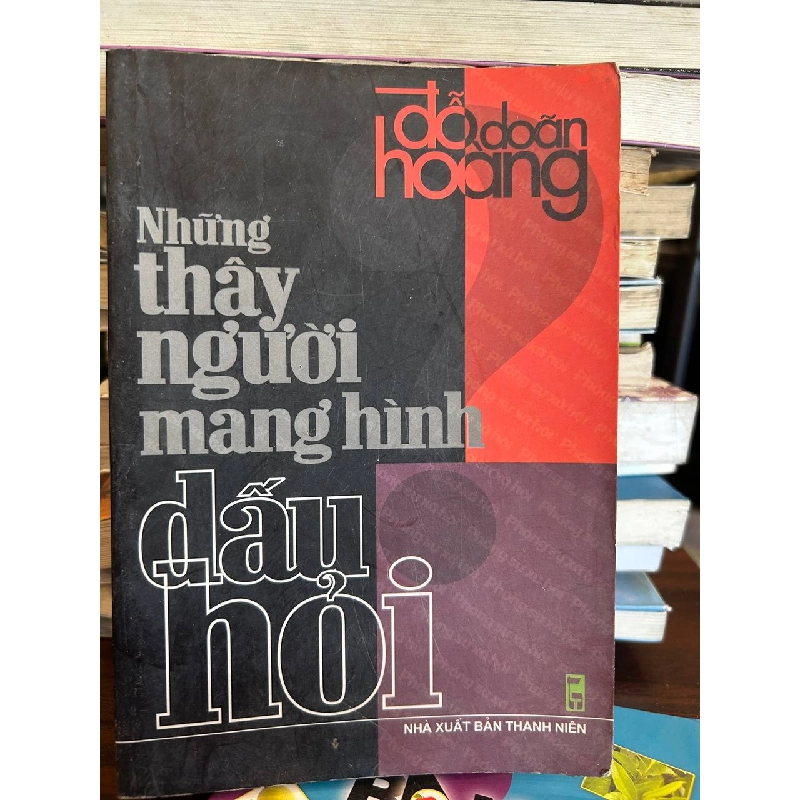 đỗ doãn
hoàng
Những
thây
người
mang hình
dấu
hỏi
NHÀ XUẤT BẢN THANH NIÊN